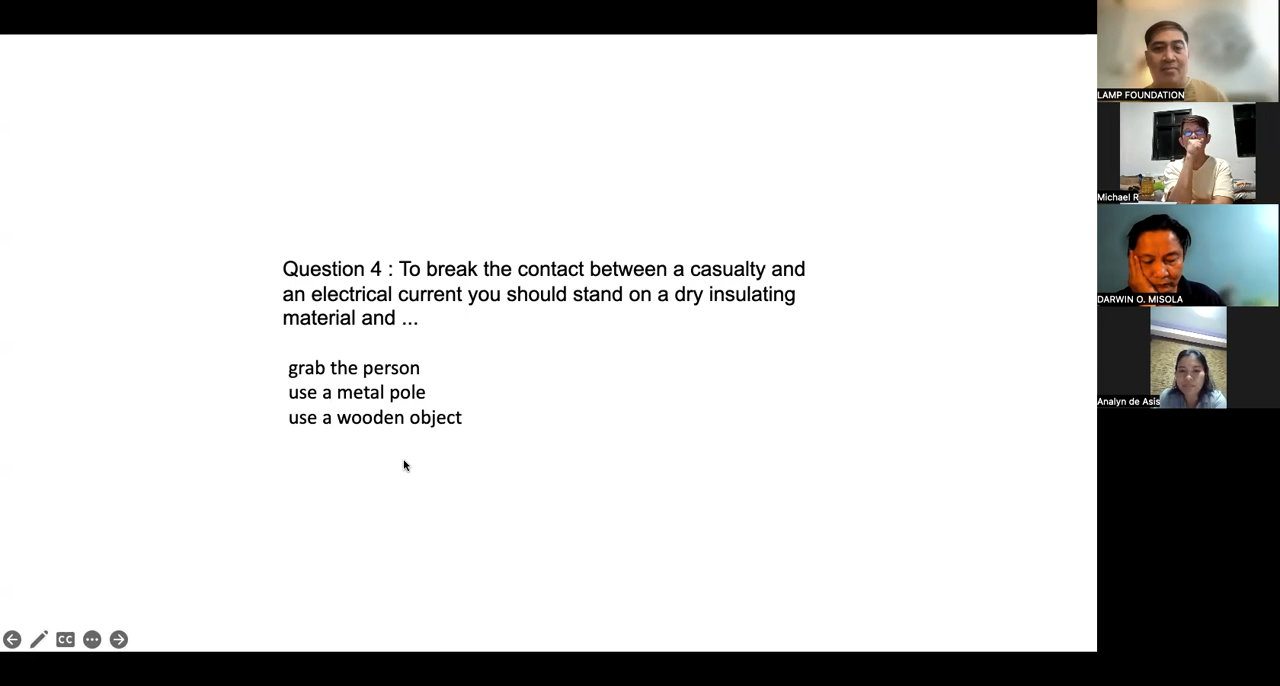 Question 4 : To break the contact between a casualty and
an electrical current you should stand on a dry insulating
material and ...
grab the person
use a metal pole
use a wooden object
CC
LAMP FOUNDATION
Michael R
DARWIN O. MISOLA
Analyn de Asis